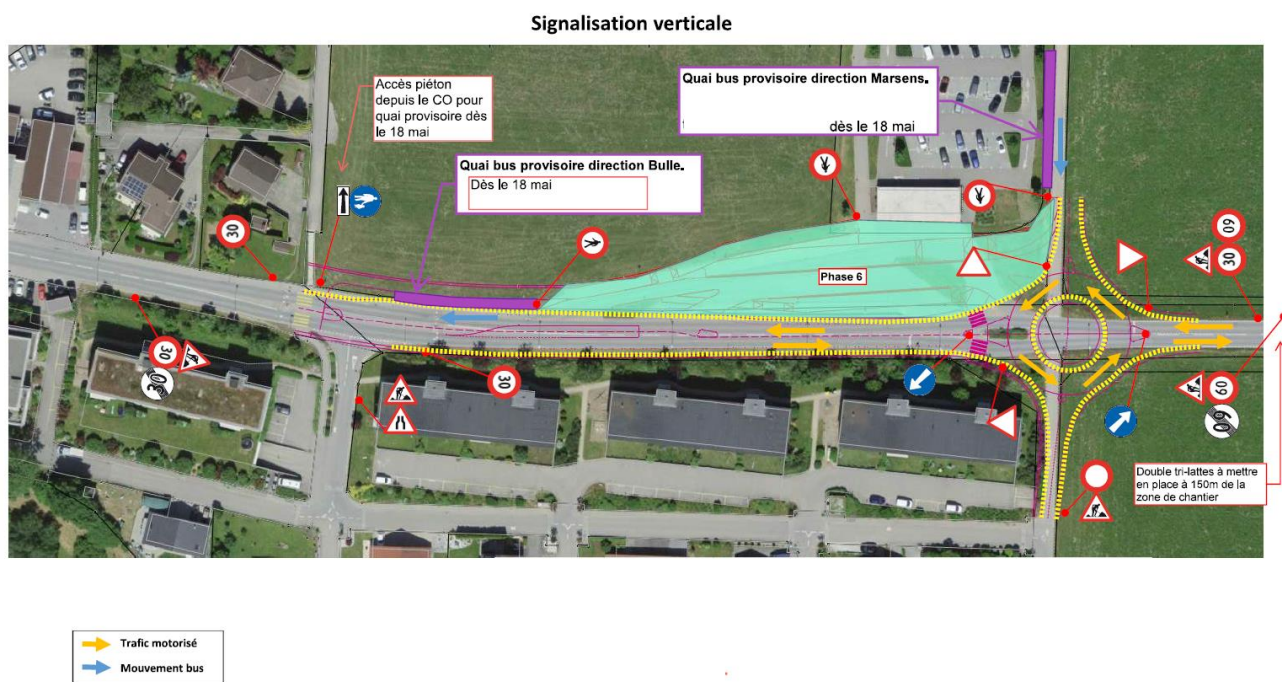 Signalisation verticale
Accès piéton
depuis le CO pour
quai provisoire dès
le 18 mai
Quai bus provisoire direction Marsens.
dès le 18 mai
Quai bus provisoire direction Bulle.
Dès le 18 mai
30
60
30
Phase 6
30
30
30
60
60
Double tri-lattes à mettre
en place à 150m de la
zone de chantier
Trafic motorisé
Mouvement bus